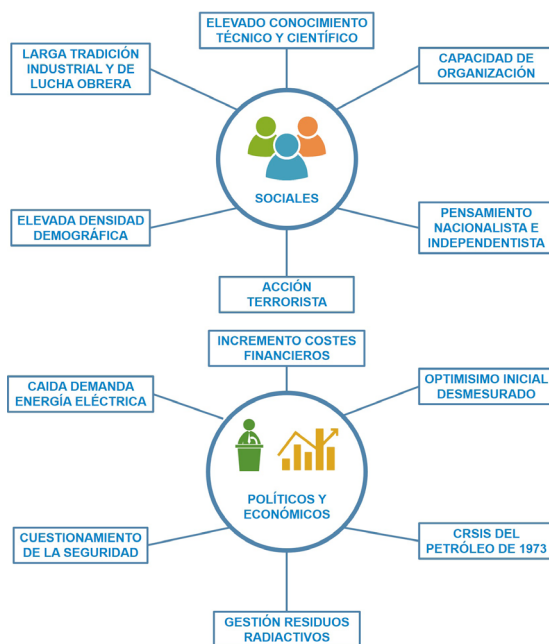 ELEVADO CONOCIMIENTO
TÉCNICO Y CIENTÍFICO
LARGA TRADICIÓN
INDUSTRIAL Y DE
LUCHA OBRERA
CAPACIDAD DE
ORGANIZACIÓN
SOCIALES
ELEVADA DENSIDAD
DEMOGRÁFICA
PENSAMIENTO
NACIONALISTA E
INDEPENDENTISTA
ACCIÓN
TERRORISTA
INCREMENTO COSTES
FINANCIEROS
CAIDA DEMANDA
ENERGÍA ELÉCTRICA
OPTIMISIMO INICIAL
DESMESURADO
POLÍTICOS Y
ECONÓMICOS
CUESTIONAMIENTO
DE LA SEGURIDAD
CRSIS DEL
PETRÓLEO DE 1973
GESTIÓN RESIDUOS
RADIACTIVOS